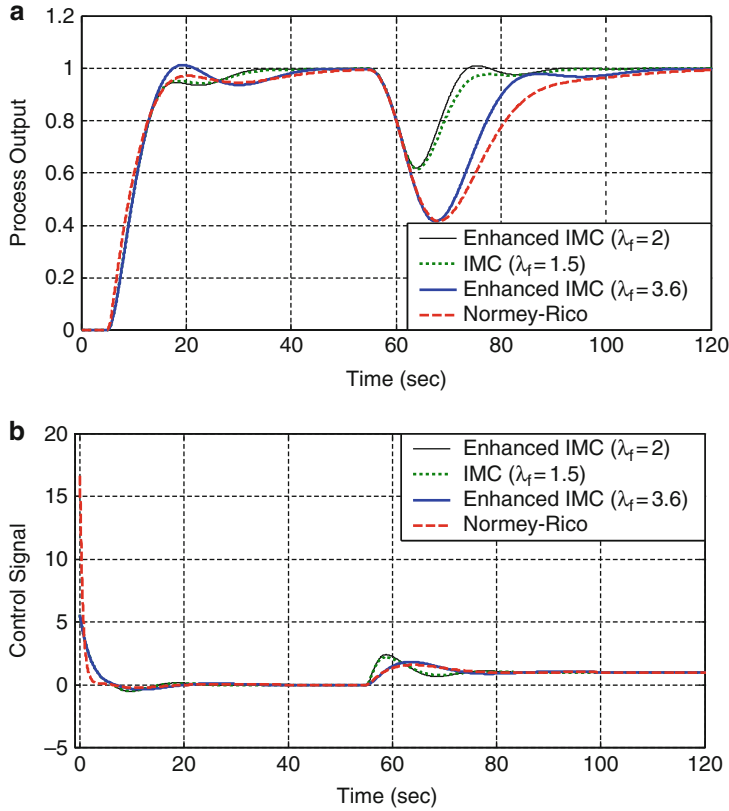 a
1.2
1
0.8
0.6
0.4
0.2
0
Process Output
Enhanced IMC (λf=2)
IMC (λf=1.5)
Enhanced IMC (λf=3.6)
Normey-Rico
0 20 40 60 80 100 120
Time (sec)
b
20
15
10
5
0
–5
Control Signal
Enhanced IMC (λf=2)
IMC (λf=1.5)
Enhanced IMC (λf=3.6)
Normey-Rico
0 20 40 60 80 100 120
Time (sec)